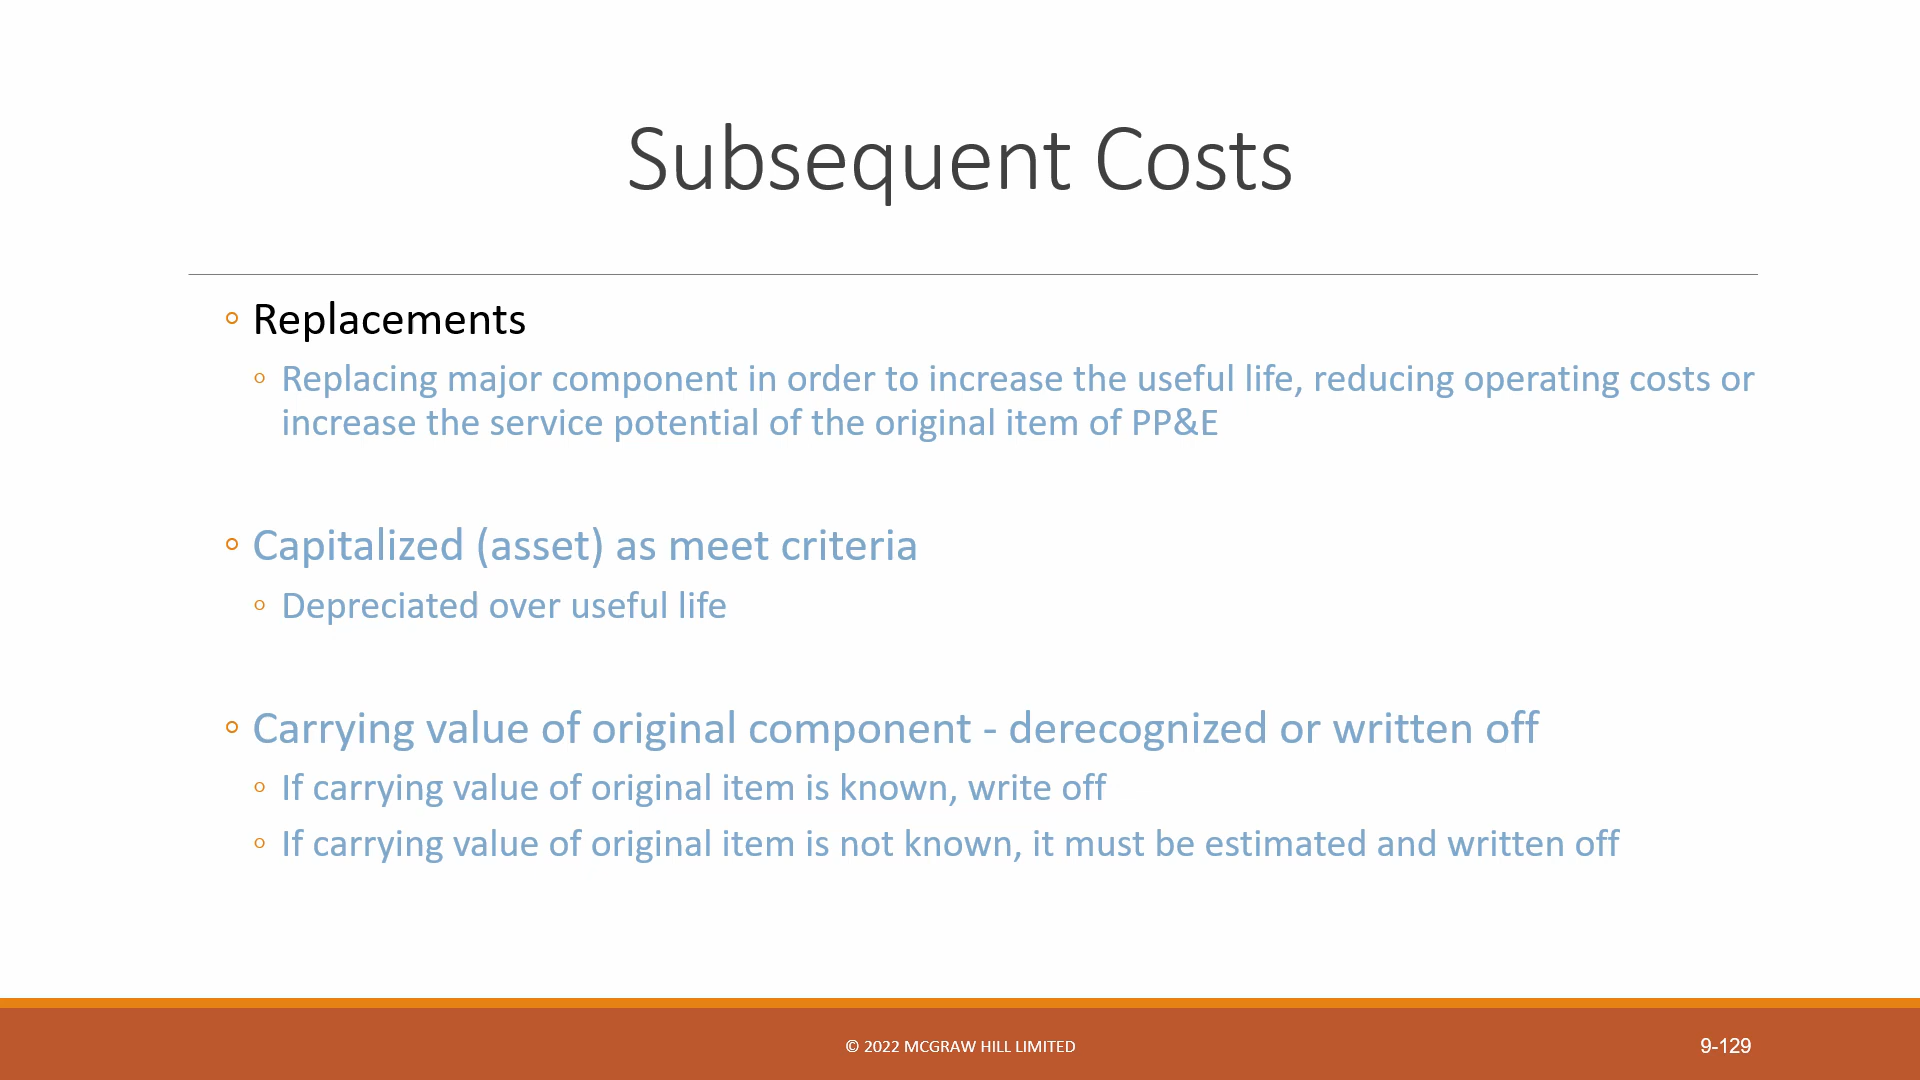 Subsequent Costs
Replacements
Replacing major component in order to increase the useful life, reducing operating costs or
increase the service potential of the original item of PP&E
Capitalized (asset) as meet criteria
Depreciated over useful life
Carrying value of original component - derecognized or written off
If carrying value of original item is known, write off
If carrying value of original item is not known, it must be estimated and written off
© 2022 MCGRAW HILL LIMITED
9-129